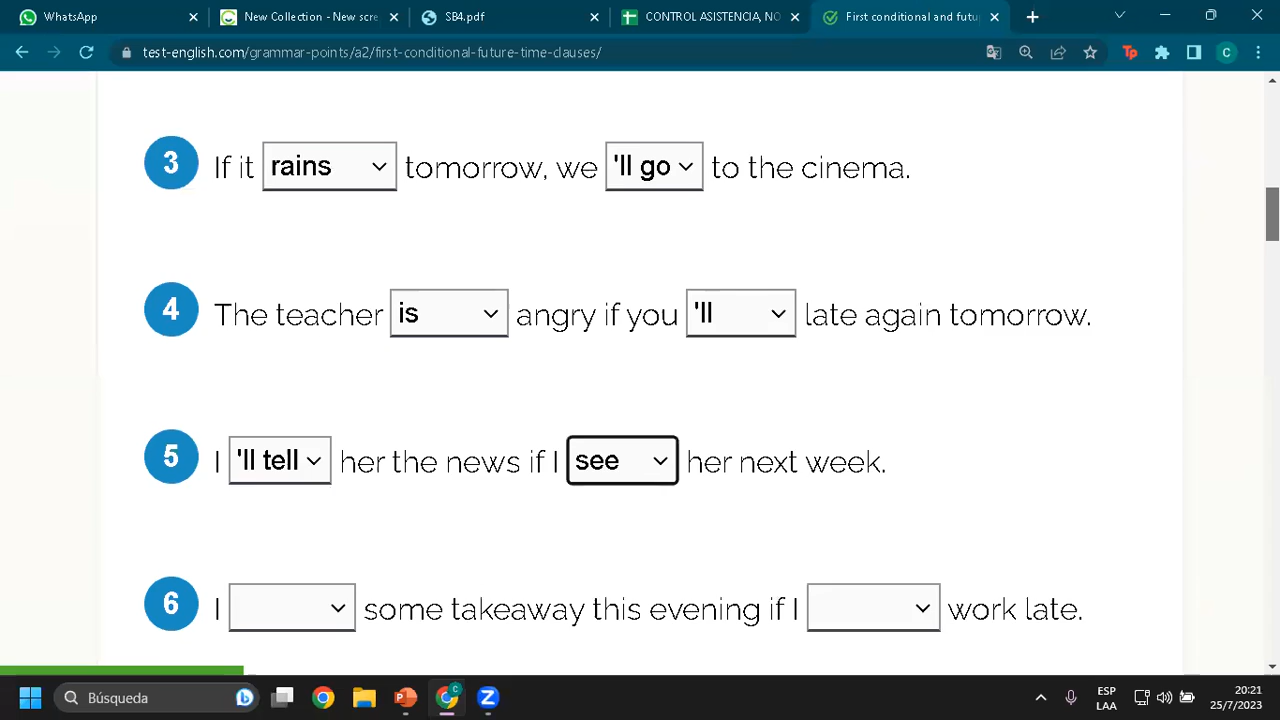 WhatsApp
New Collection - New scre
SB4.pdf
CONTROL ASISTENCIA, NO
First conditional and futu
test-english.com/grammar-points/a2/first-conditional-future-time-clauses/
Tp
C
3 If it rains tomorrow, we 'll go to the cinema.
4 The teacher is angry if you 'll late again tomorrow.
5 I 'll tell her the news if I see her next week.
6 I some takeaway this evening if I work late.
Búsqueda
ESP
LAA
20:21
25/7/2023